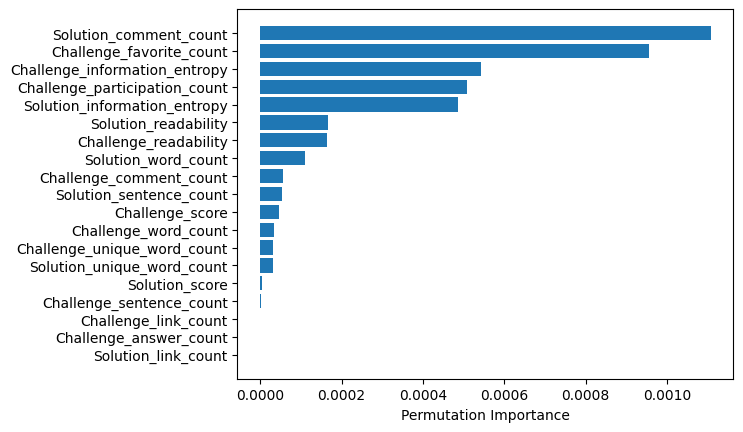 Solution_comment_count
Challenge_favorite_count
Challenge_information_entropy
Challenge_participation_count
Solution_information_entropy
Solution_readability
Challenge_readability
Solution_word_count
Challenge_comment_count
Solution_sentence_count
Challenge_score
Challenge_word_count
Challenge_unique_word_count
Solution_unique_word_count
Solution_score
Challenge_sentence_count
Challenge_link_count
Challenge_answer_count
Solution_link_count
0.0000 0.0002 0.0004 0.0006 0.0008 0.0010
Permutation Importance